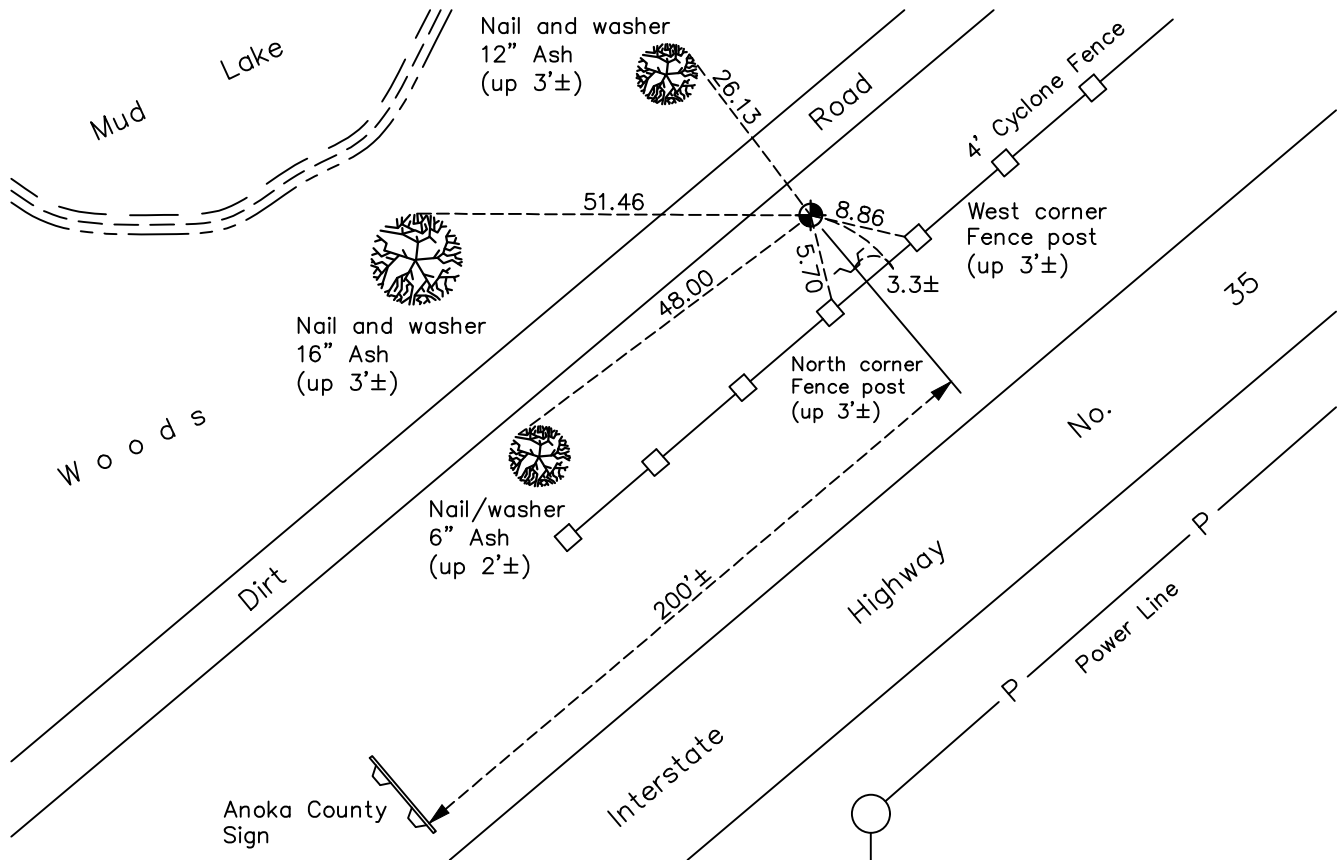 Nail and washer
12” Ash
(up 3'±)
Mud Lake
26.13
Road
4' Cyclone Fence
51.46
8.86
West corner
Fence post
(up 3'±)
5.70
3.3±
48.00
35
Nail and washer
16” Ash
(up 3'±)
North corner
Fence post
(up 3'±)
Woods
No.
Nail/washer
6” Ash
(up 2'±)
P
Dirt
200'±
Highway
Power Line
P
Interstate
Anoka County
Sign